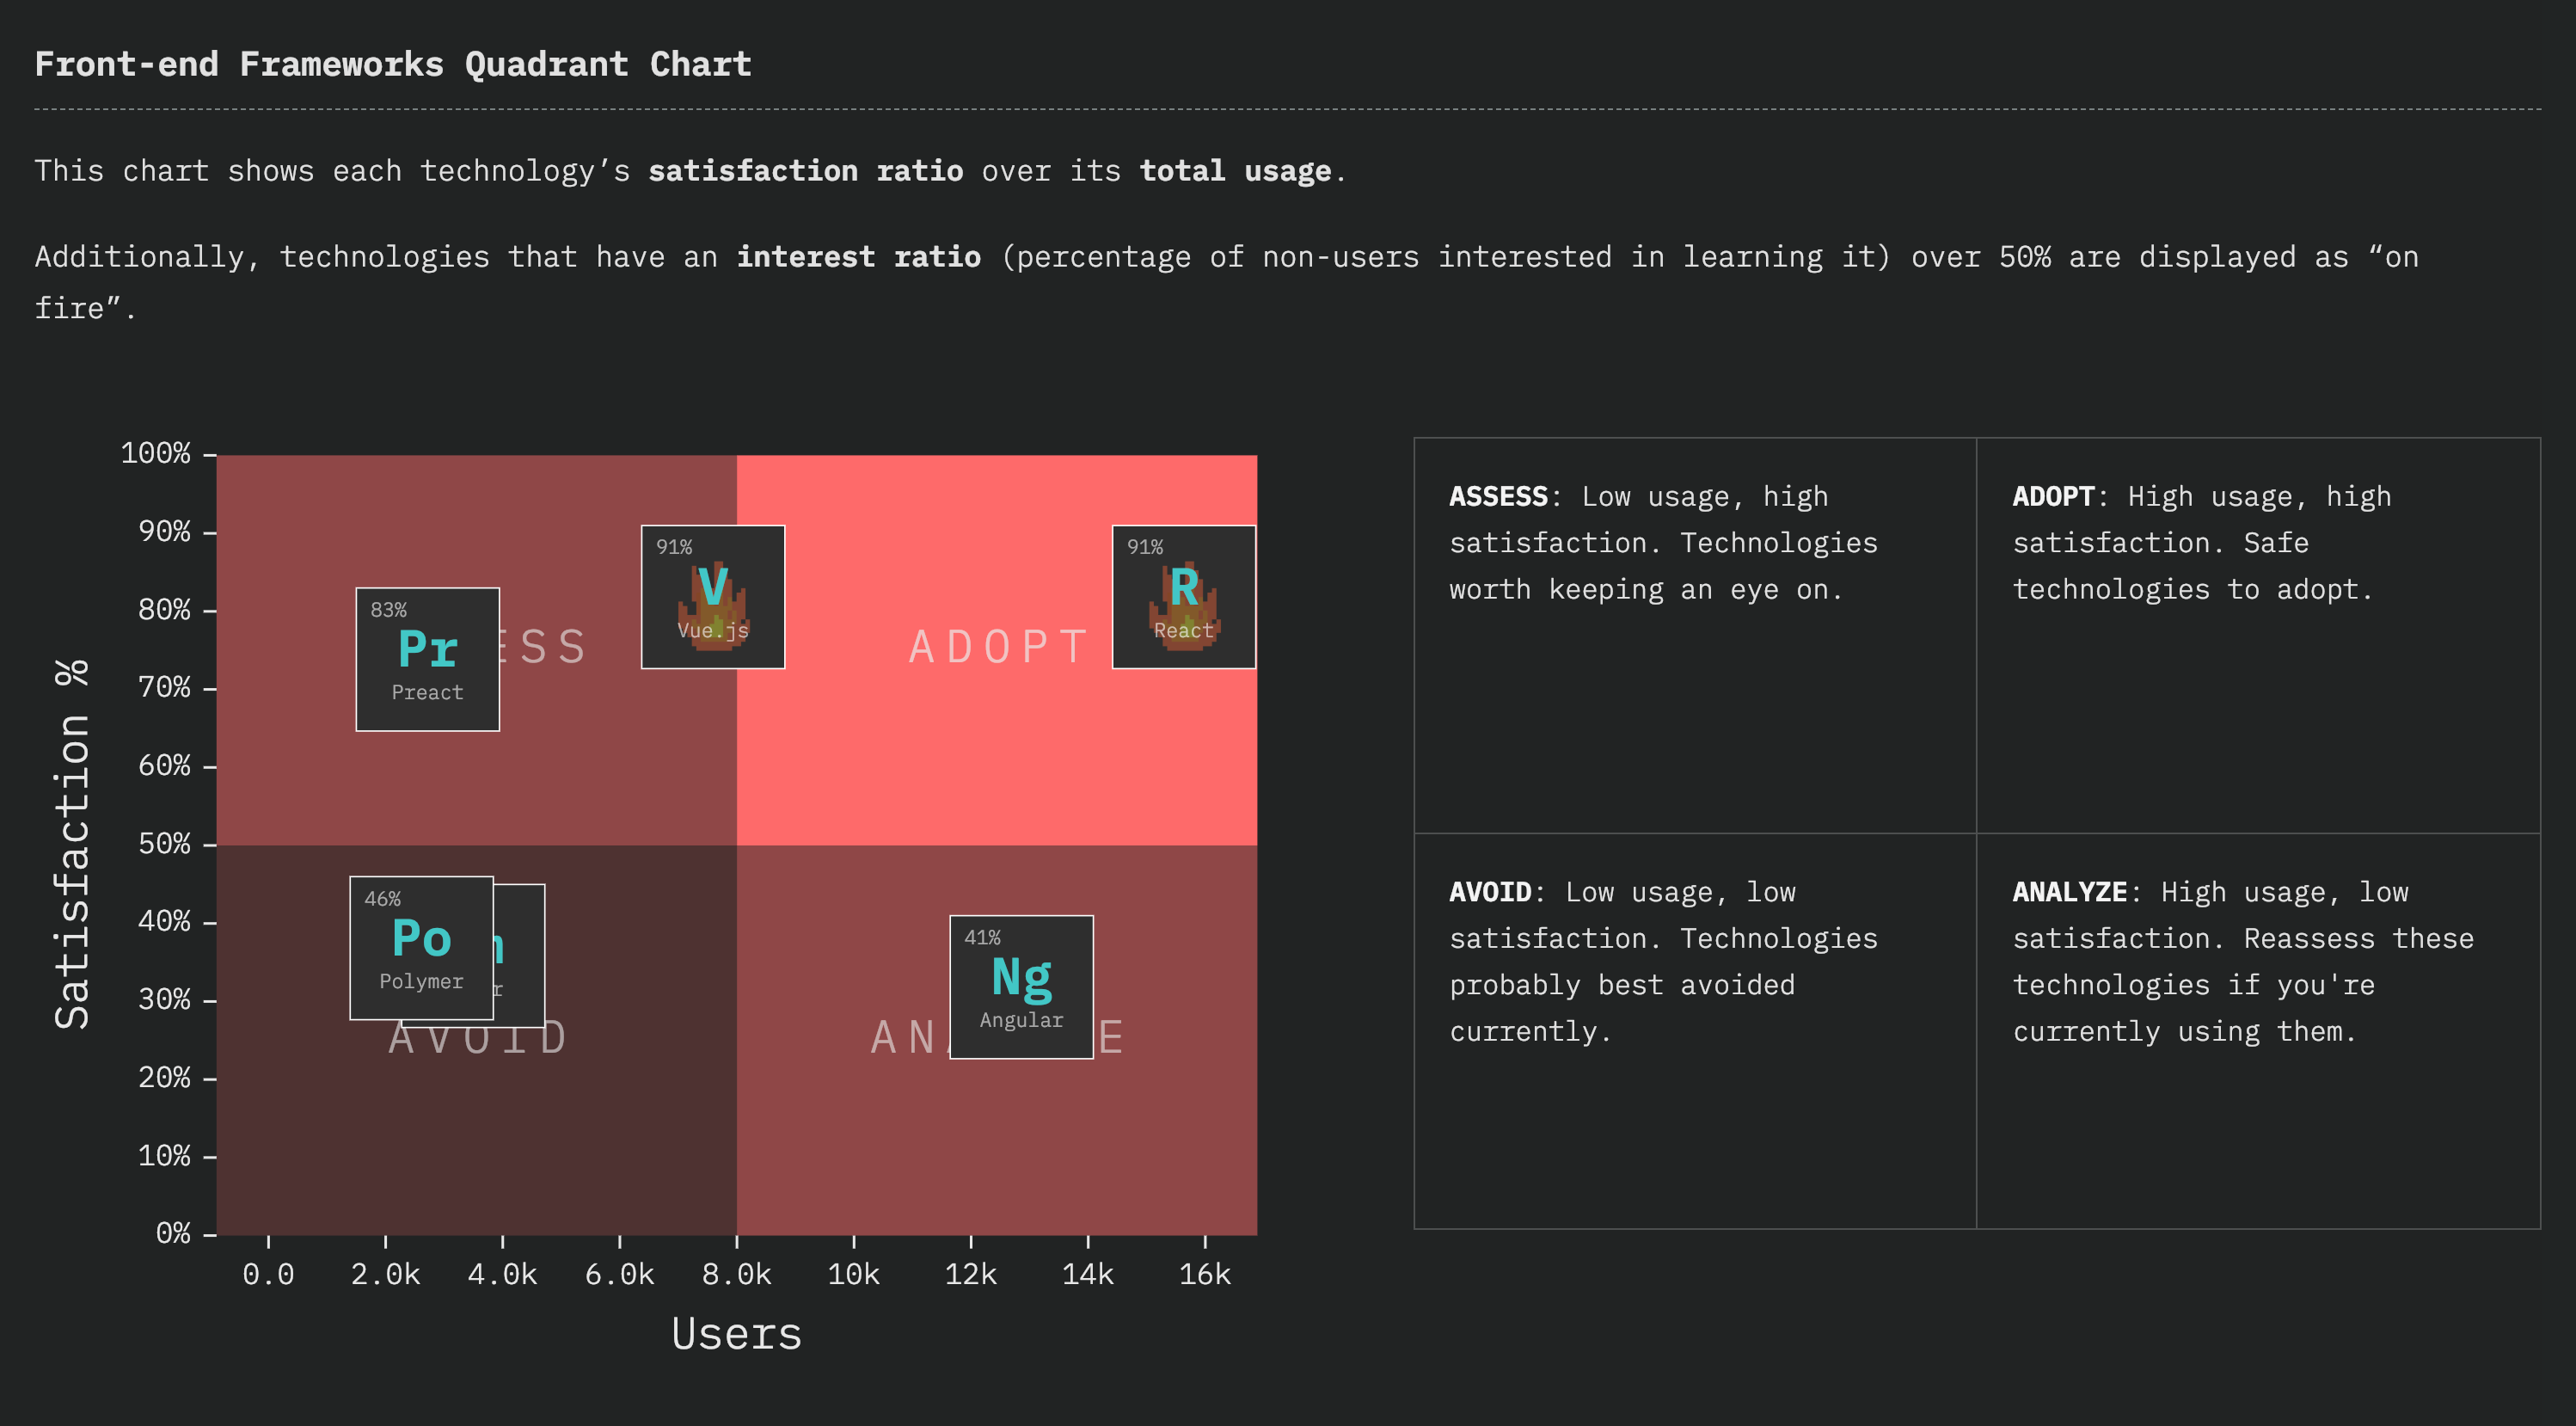 Front-end Frameworks Quadrant Chart
This chart shows each technology’s satisfaction ratio over its total usage.
Additionally, technologies that have an interest ratio (percentage of non-users interested in learning it) over 50% are displayed as “on
fire”.
Satisfaction %
100%
90%
80%
70%
60%
50%
40%
30%
20%
10%
0%
0.0
2.0k
4.0k
6.0k
8.0k
10k
12k
14k
16k
Users
83%
Pr
Preact
ESS
91%
V
Vue.js
ADOPT
91%
R
React
46%
Po
Polymer
r
AVOID
41%
Ng
Angular
AN
E
ASSESS: Low usage, high
satisfaction. Technologies
worth keeping an eye on.
ADOPT: High usage, high
satisfaction. Safe
technologies to adopt.
AVOID: Low usage, low
satisfaction. Technologies
probably best avoided
currently.
ANALYZE: High usage, low
satisfaction. Reassess these
technologies if you're
currently using them.